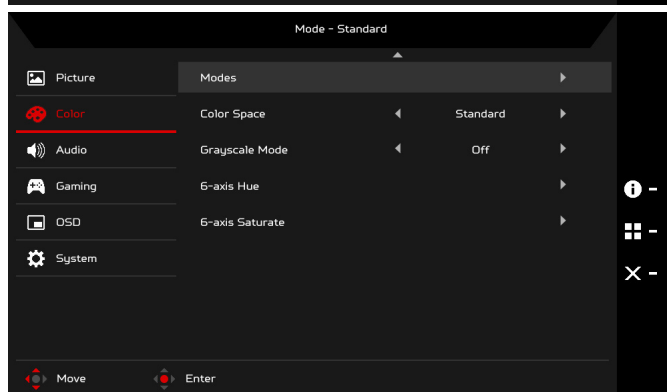 Mode - Standard
Picture
Modes
Color
Color Space Standard
Audio
Grayscale Mode Off
Gaming
6-axis Hue
OSD
6-axis Saturate
System
Move Enter